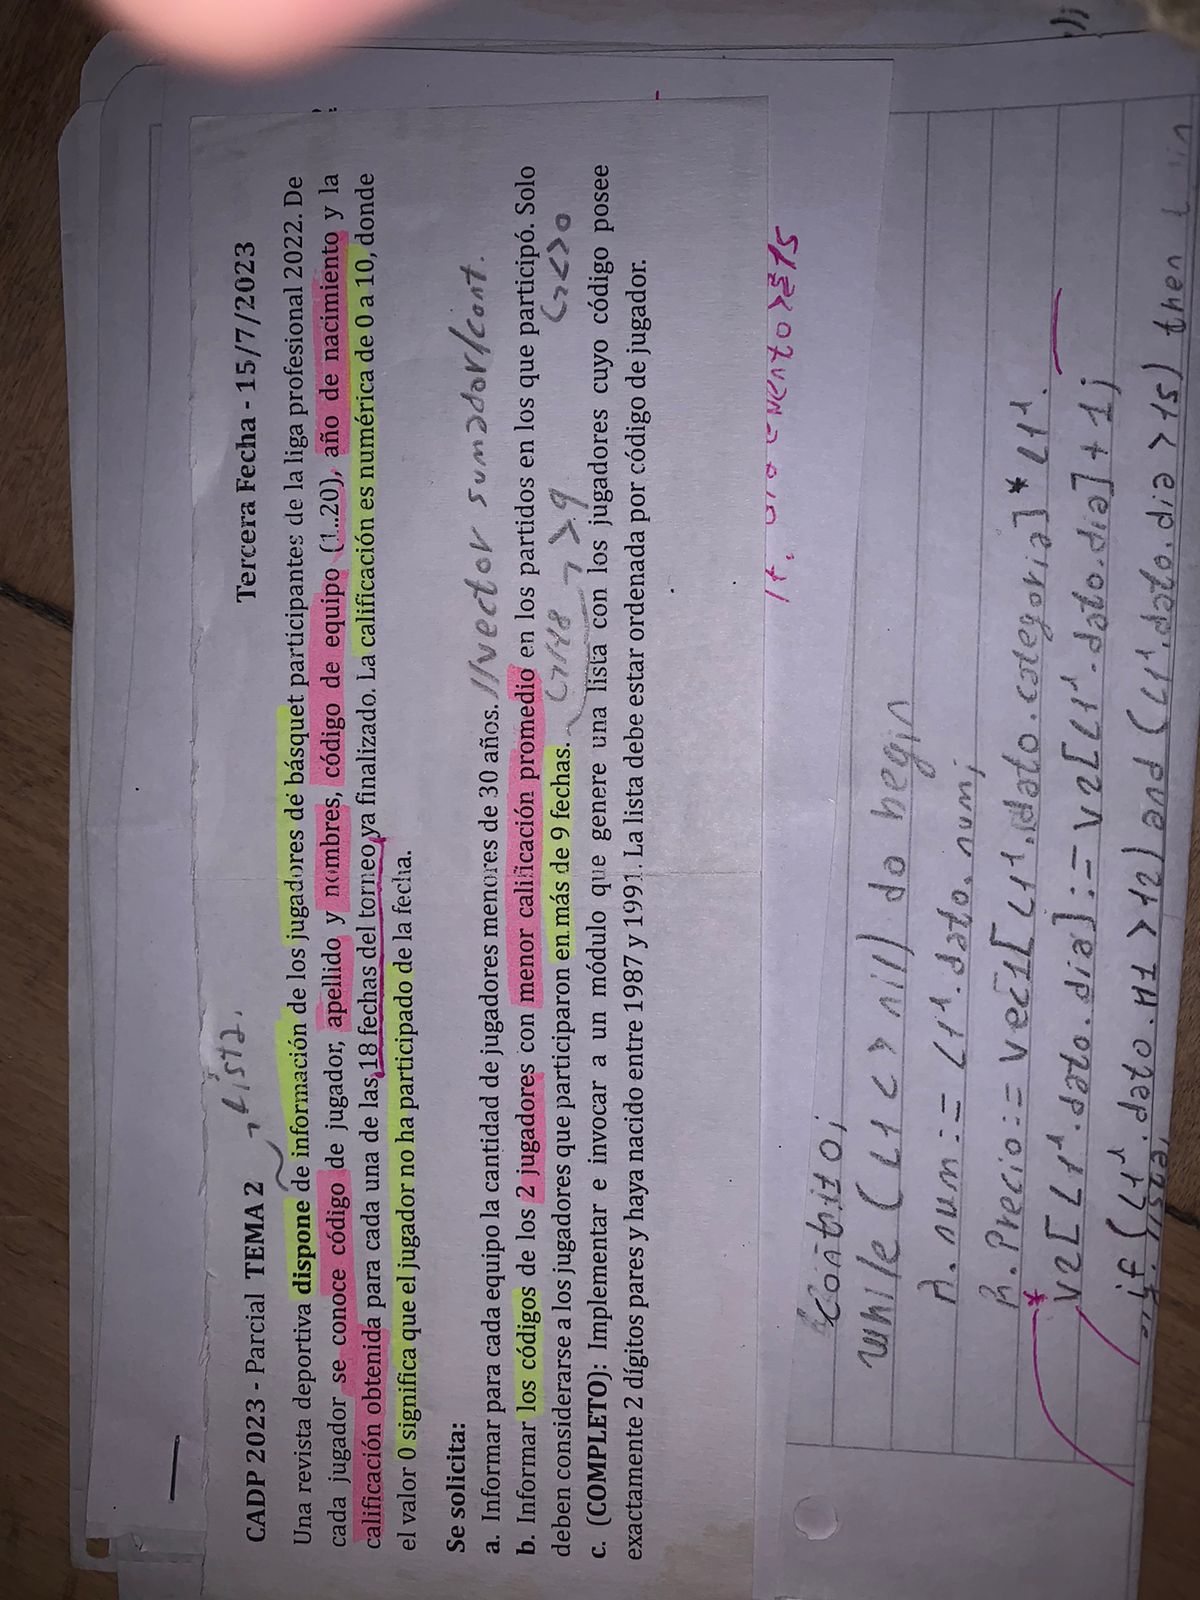 Lista.
CADP 2023 - Parcial TEMA 2
Tercera Fecha - 15/7/2023
Una revista deportiva dispone de información de los jugadores de básquet participantes de la liga profesional 2022. De
cada jugador se conoce código de jugador, apellido y nombres, código de equipo (1..20), año de nacimiento y la
calificación obtenida para cada una de las 18 fechas del torneo ya finalizado. La calificación es numérica de 0 a 10, donde
el valor 0 significa que el jugador no ha participado de la fecha.
Se solicita:
a. Informar para cada equipo la cantidad de jugadores menores de 30 años. //vector sumador/cont.
b. Informar los códigos de los 2 jugadores con menor calificación promedio en los partidos en los que participó. Solo
deben considerarse a los jugadores que participaron en más de 9 fechas. >9 <>0
c. (COMPLETO): Implementar e invocar a un módulo que genere una lista con los jugadores cuyo código posee
exactamente 2 dígitos pares y haya nacido entre 1987 y 1991. La lista debe estar ordenada por código de jugador.
while (L1 <> nil) do begin
R.num := L1^.dato.num;
R.Precio := Vec1[L1^.dato.categoria] * L1^.
V2[L1^.dato.dia] := V2[L1^.dato.dia] + 1;
if (L1^.dato.H1 > 12) and (L1^.dato.dia > 15) then